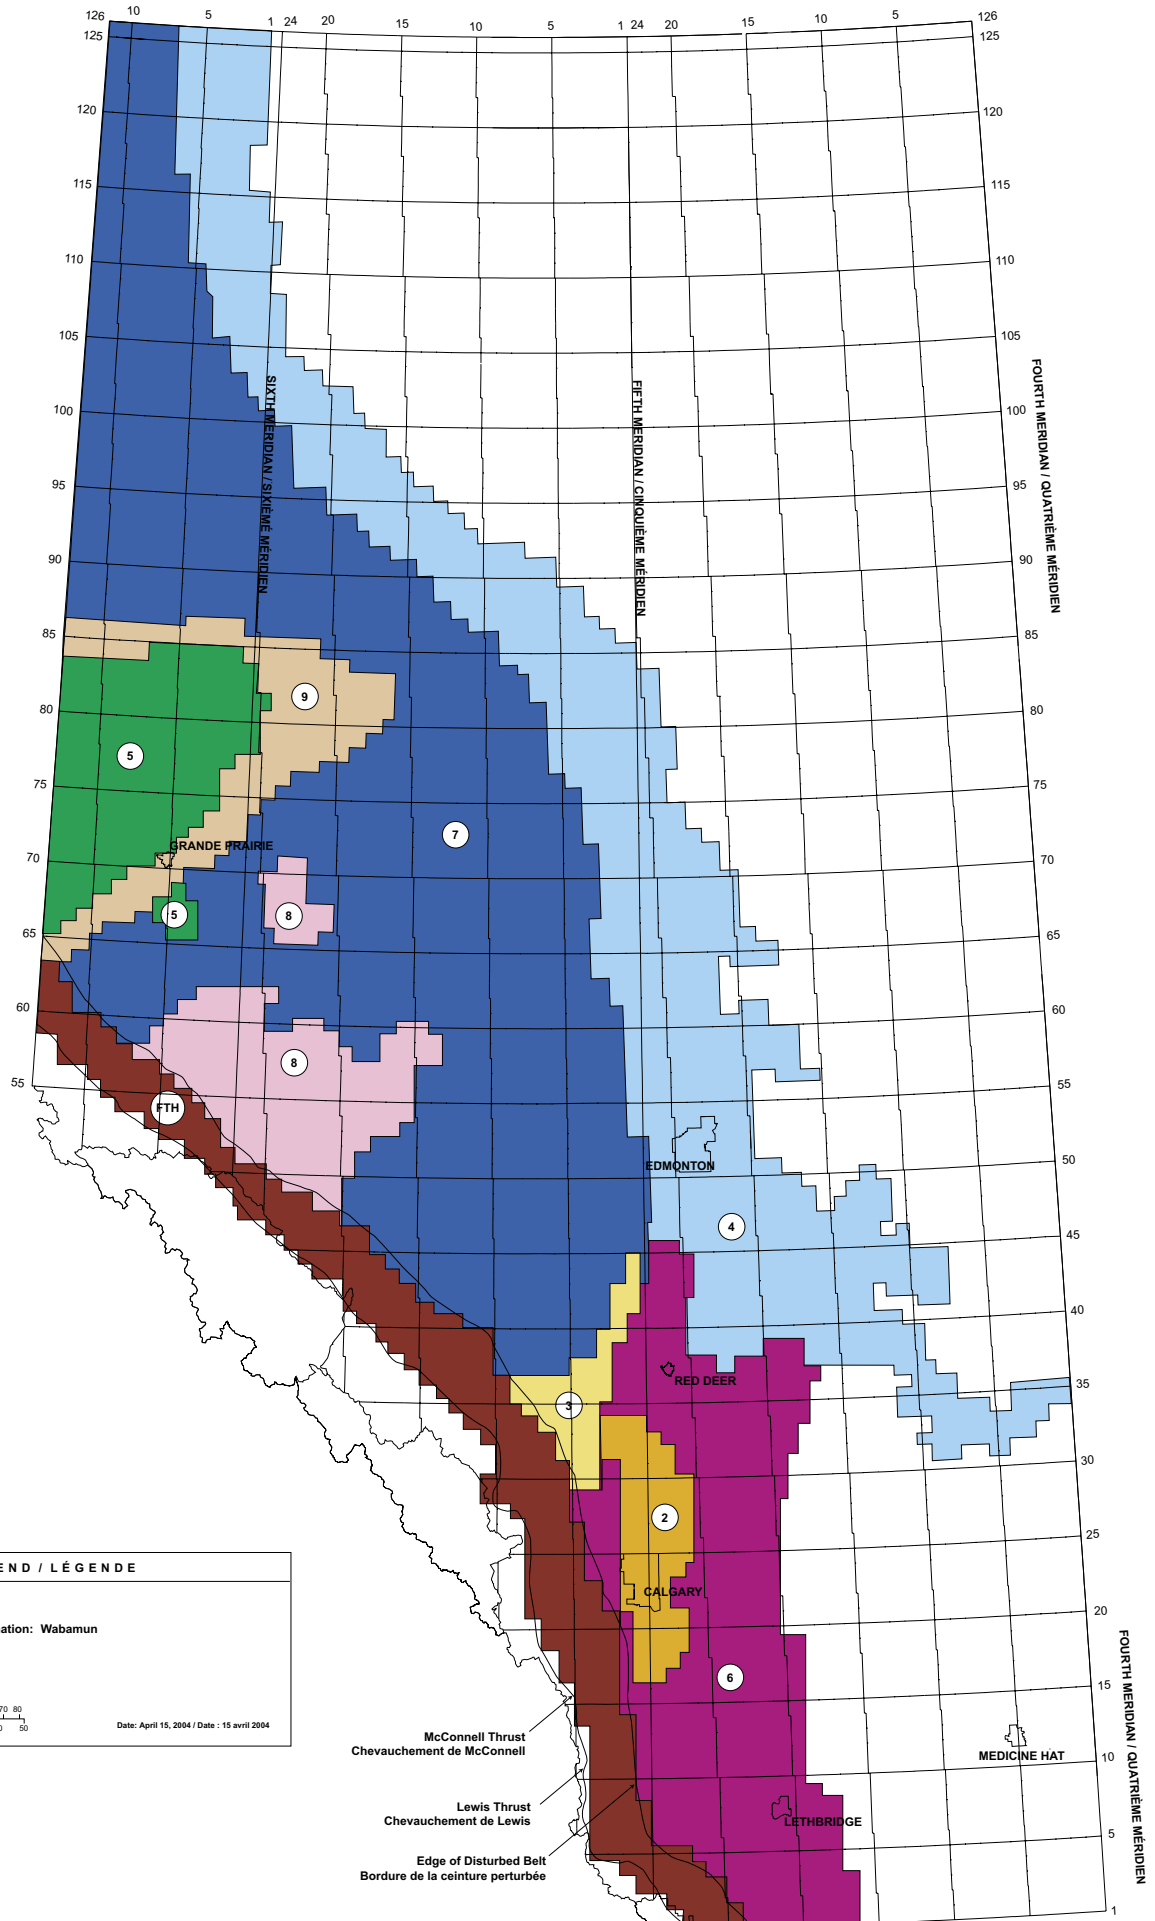 126 10 5 1 24 20 15 10 5 1 24 20 15 10 5 126
125 125
120 120
115 115
110 110
105 105
100 100
95 95
90 90
85 85
80 80
75 75
70 70
65 65
60 60
55 55
50
45
40
35
30
25
20
15
10
5
1
SIXTH MERIDIAN / SIXIÈMÉ MÉRIDIEN
FIFTH MERIDIAN / CINQUIÈME MÉRIDIEN
FOURTH MERIDIAN / QUATRIÈME MÉRIDIEN
9
5
7
GRANDE PRAIRIE
5
8
8
FTH
EDMONTON
4
RED DEER
3
2
CALGARY
6
MEDICINE HAT
LETHBRIDGE
FOURTH MERIDIAN / QUATRIÈME MÉRIDIEN
McConnell Thrust
Chevauchement de McConnell
Lewis Thrust
Chevauchement de Lewis
Edge of Disturbed Belt
Bordure de la ceinture perturbée
END / LÉGENDE
ation: Wabamun
70 80
50
Date: April 15, 2004 / Date : 15 avril 2004